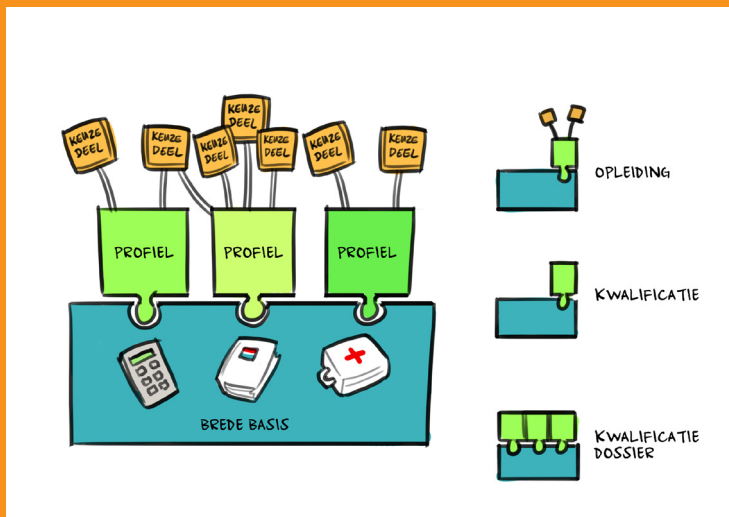 KEUZE
DEEL
KEUZE
DEEL
KEUZE
DEEL
KEUZE
DEEL
KEUZE
DEEL
KEUZE
DEEL
KEUZE
DEEL
PROFIEL
PROFIEL
PROFIEL
BREDE BASIS
OPLEIDING
KWALIFICATIE
KWALIFICATIE
DOSSIER